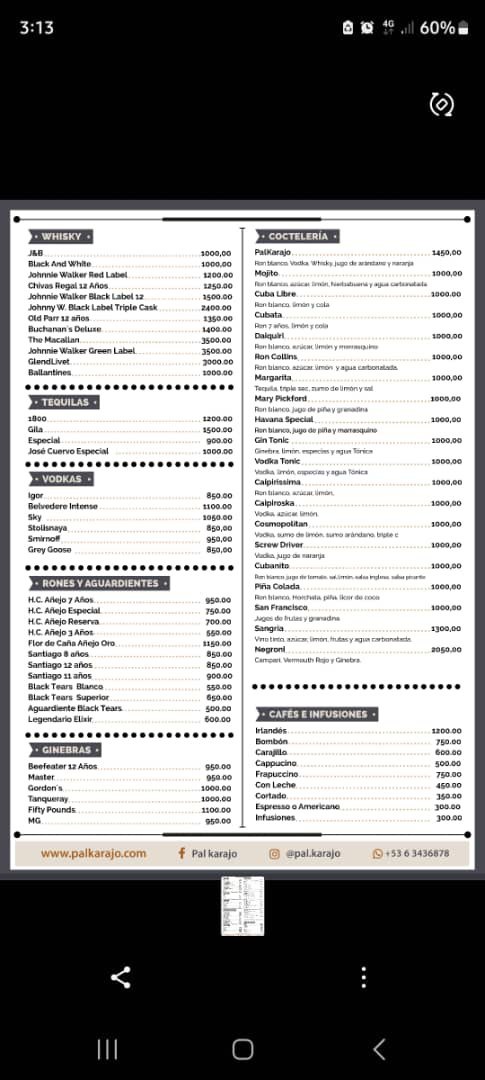 3:13
4G
60%
WHISKY
J&B 1000,00
Black And White 1000,00
Johnnie Walker Red Label 1200.00
Chivas Regal 12 Años 1250.00
Johnnie Walker Black Label 12 1500.00
Johnny W. Black Label Triple Cask 2400.00
Old Parr 12 años 1350.00
Buchanan's Deluxe 1400.00
The Macallan 3500.00
Johnnie Walker Green Label 3500.00
GlendLivet 3000.00
Ballantines 1000.00
TEQUILAS
1800 1200.00
Gila 1500.00
Especial 900.00
José Cuervo Especial 1000.00
VODKAS
Igor 850.00
Belvedere Intense 1100.00
Sky 1050.00
Stolisnaya 850,00
Smirnoff 950,00
Grey Gooso 850,00
RONES Y AGUARDIENTES
H.C. Añejo 7 Años 950.00
H.C. Añejo Especial 750.00
H.C. Añejo Reserva 700.00
H.C. Añejo 3 Años 550.00
Flor de Caña Añejo Oro 1150.00
Santiago 8 años 850.00
Santiago 12 años 850.00
Santiago 11 años 900.00
Black Tears Blanco 550.00
Black Tears Superior 650.00
Aguardiente Black Tears 500.00
Legendario Elixir 600.00
GINEBRAS
Beefeater 12 Años 950.00
Master 950.00
Gordon's 1000.00
Tanqueray 1000.00
Fifty Pounds 1100.00
MG 950.00
COCTELERÍA
PalKarajo 1450,00
Ron blanco, Vodka, Whisky, jugo de arándano y naranja
Mojito 1000,00
Ron blanco, azúcar, limón, hierbabuena y agua carbonatada
Cuba Libre 1000.00
Ron blanco, limón y cola
Cubata 1000,00
Ron 7 años, limón y cola
Daiquirí 1000,00
Ron blanco, azúcar, limón y marrasquino
Ron Collins 1000,00
Ron blanco, azúcar, limón y agua carbonatada.
Margarita 1000,00
Tequila, triple sec, zumo de limón y sal
Mary Pickford 1000,00
Ron blanco, jugo de piña y granadina
Havana Special 1000,00
Ron blanco, jugo de piña y marrasquino
Gin Tonic 1000,00
Ginebra, limón, especias y agua Tónica
Vodka Tonic 1000,00
Vodka, limón, especias y agua Tónica
Caipirissima 1000,00
Ron blanco, azúcar, limón,
Caipiroska 1000,00
Vodka, azúcar, limón,
Cosmopolitan 1000,00
Vodka, sumo de limón, sumo arándano, triple c
Screw Driver 1000,00
Vodka, jugo de naranja
Cubanito 1000.00
Ron blanco, jugo de tomate, sal, limón, salsa inglesa, salsa picante
Piña Colada 1000,00
Ron blanco, Horchata, piña, licor de coco
San Francisco 1000,00
Jugos de frutas y granadina
Sangria 1300,00
Vino tinto, azúcar, limón, frutas y agua carbonatada.
Negroni 2050,00
Campari, Vermouth Rojo y Ginebra.
CAFÉS E INFUSIONES
Irlandés 1200.00
Bombón 750.00
Carajillo 600.00
Cappucino 500.00
Frapuccino 750.00
Con Leche 450.00
Cortado 350.00
Espresso o Americano 300.00
Infusiones 300.00
www.palkarajo.com
Pal karajo
@pal.karajo
+53 6 3436878